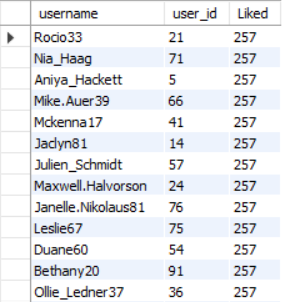 username user_id Liked
Rocio33 21 257
Nia_Haag 71 257
Aniya_Hackett 5 257
Mike.Auer39 66 257
Mckenna17 41 257
Jaclyn81 14 257
Julien_Schmidt 57 257
Maxwell.Halvorson 24 257
Janelle.Nikolaus81 76 257
Leslie67 75 257
Duane60 54 257
Bethany20 91 257
Ollie_Ledner37 36 257